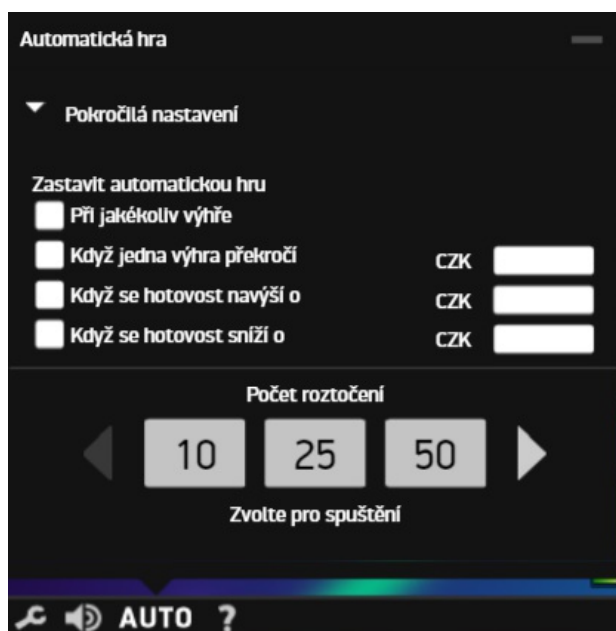 Automatická hra
Pokročilá nastavení
Zastavit automatickou hru
Při jakékoliv výhře
Když jedna výhra překročí CZK
Když se hotovost navýší o CZK
Když se hotovost sníží o CZK
Počet roztočení
10 25 50
Zvolte pro spuštění
AUTO ?